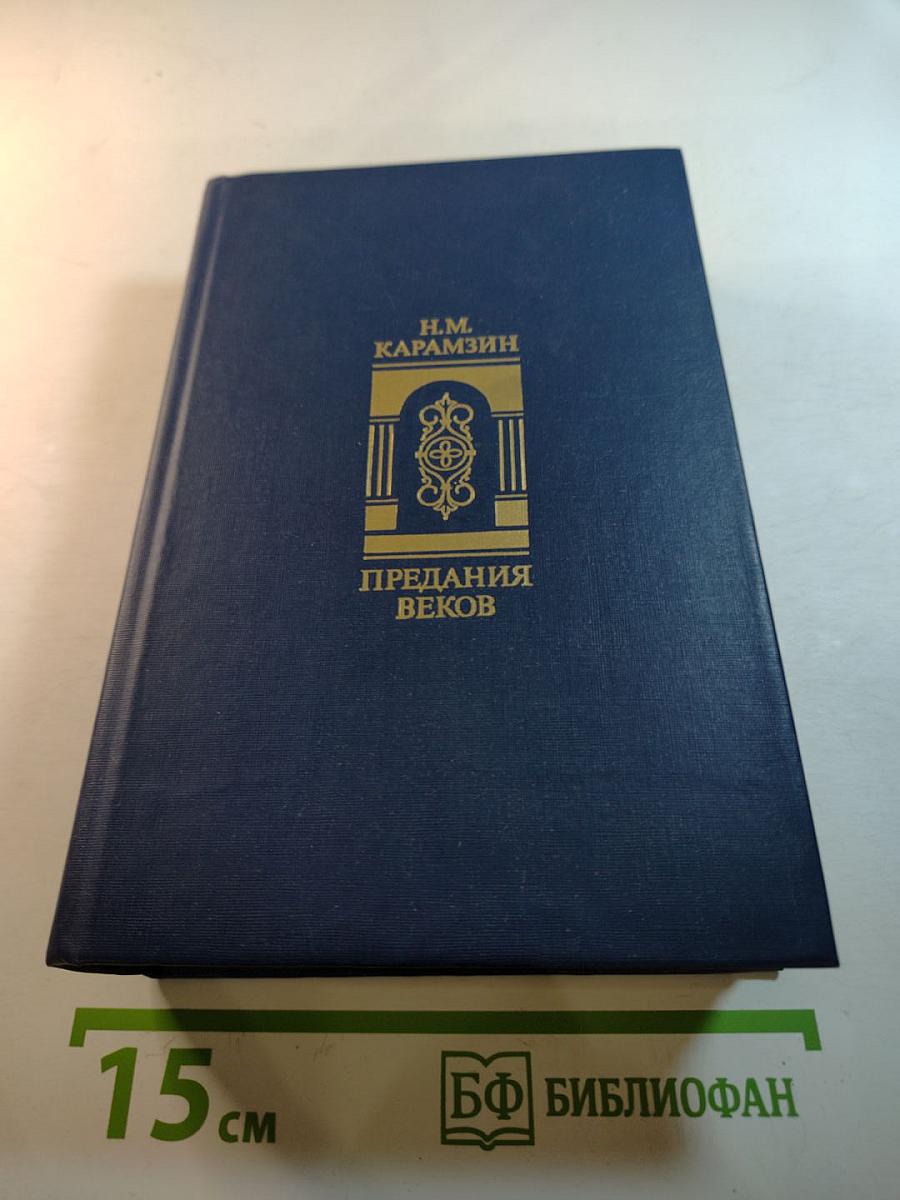 Н.М.
КАРАМЗИН
ПРЕДАНИЯ
ВЕКОВ
15 см
БФ БИБЛИОФАН